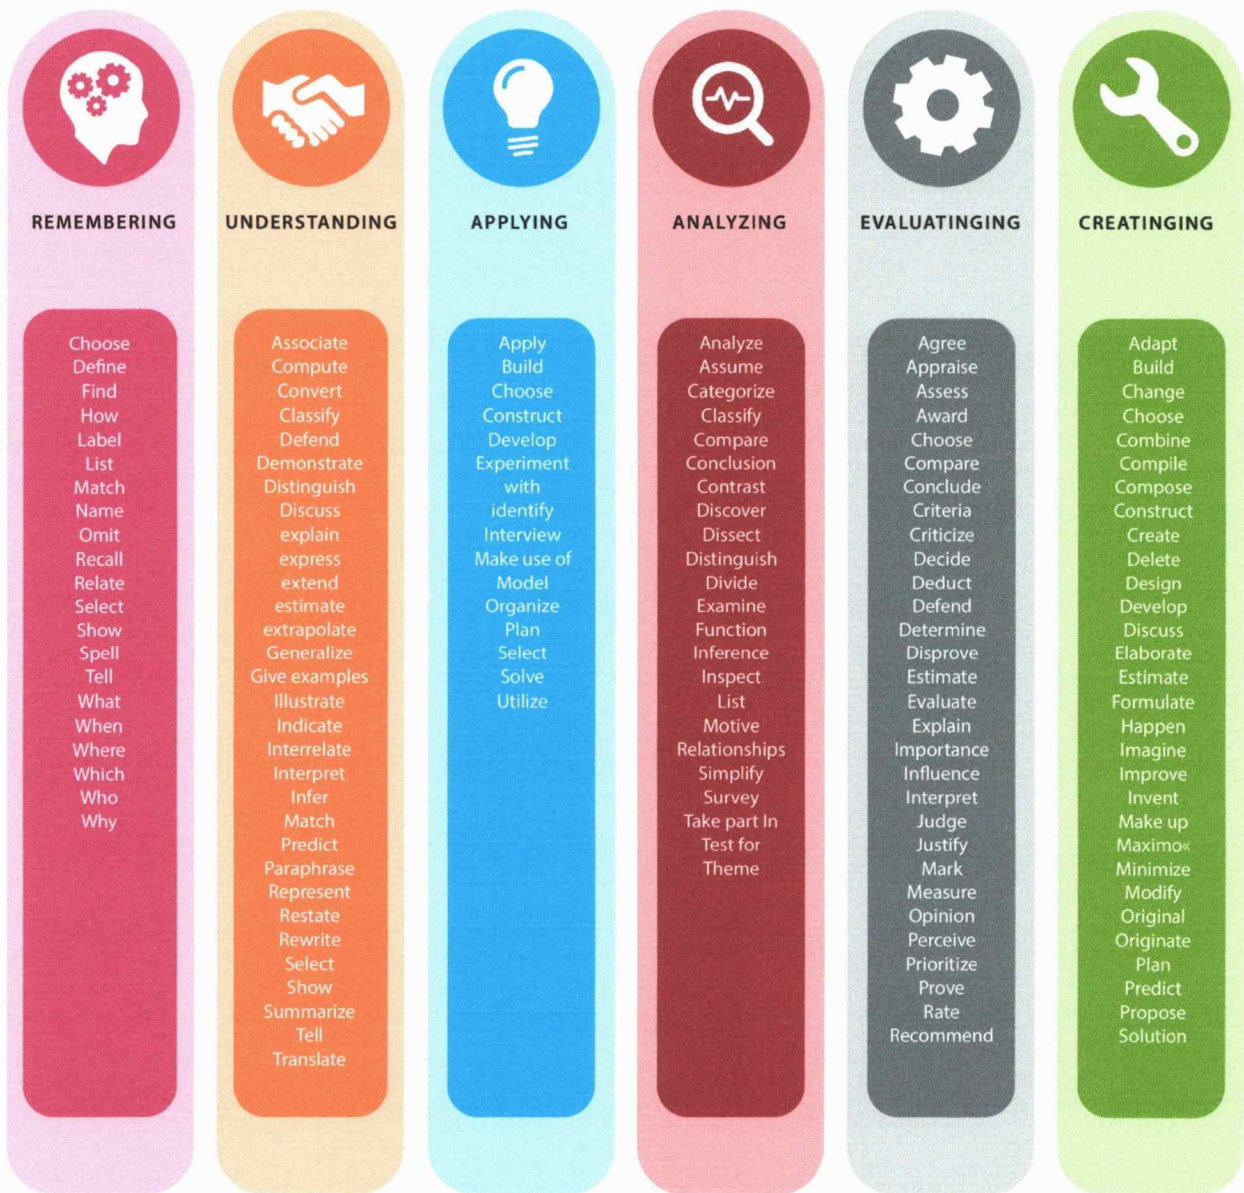 REMEMBERING
Choose
Define
Find
How
Label
List
Match
Name
Omit
Recall
Relate
Select
Show
Spell
Tell
What
When
Where
Which
Who
Why
UNDERSTANDING
Associate
Compute
Convert
Classify
Defend
Demonstrate
Distinguish
Discuss
explain
express
extend
estimate
extrapolate
Generalize
Give examples
Illustrate
Indicate
Interrelate
Interpret
Infer
Match
Predict
Paraphrase
Represent
Restate
Rewrite
Select
Show
Summarize
Tell
Translate
APPLYING
Apply
Build
Choose
Construct
Develop
Experiment
with
identify
Interview
Make use of
Model
Organize
Plan
Select
Solve
Utilize
ANALYZING
Analyze
Assume
Categorize
Classify
Compare
Conclusion
Contrast
Discover
Dissect
Distinguish
Divide
Examine
Function
Inference
Inspect
List
Motive
Relationships
Simplify
Survey
Take part In
Test for
Theme
EVALUATINGING
Agree
Appraise
Assess
Award
Choose
Compare
Conclude
Criteria
Criticize
Decide
Deduct
Defend
Determine
Disprove
Estimate
Evaluate
Explain
Importance
Influence
Interpret
Judge
Justify
Mark
Measure
Opinion
Perceive
Prioritize
Prove
Rate
Recommend
CREATINGING
Adapt
Build
Change
Choose
Combine
Compile
Compose
Construct
Create
Delete
Design
Develop
Discuss
Elaborate
Estimate
Formulate
Happen
Imagine
Improve
Invent
Make up
Maximo«
Minimize
Modify
Original
Originate
Plan
Predict
Propose
Solution